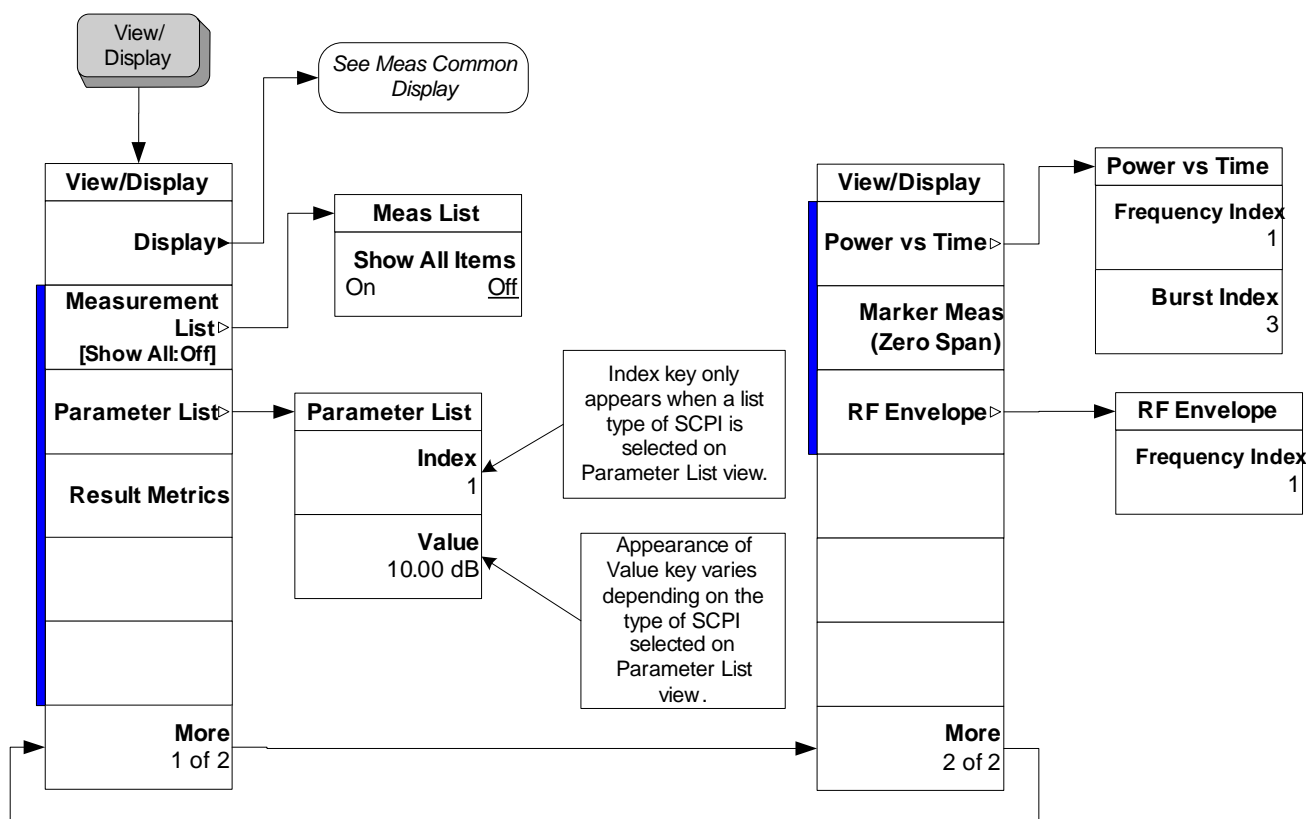 View/
Display
See Meas Common
Display
View/Display
Display
Measurement
List
[Show All:Off]
Parameter List
Result Metrics
More
1 of 2
Meas List
Show All Items
On Off
Parameter List
Index
1
Value
10.00 dB
Index key only
appears when a list
type of SCPI is
selected on
Parameter List view.
Appearance of
Value key varies
depending on the
type of SCPI
selected on
Parameter List
view.
View/Display
Power vs Time
Marker Meas
(Zero Span)
RF Envelope
More
2 of 2
Power vs Time
Frequency Index
1
Burst Index
3
RF Envelope
Frequency Index
1